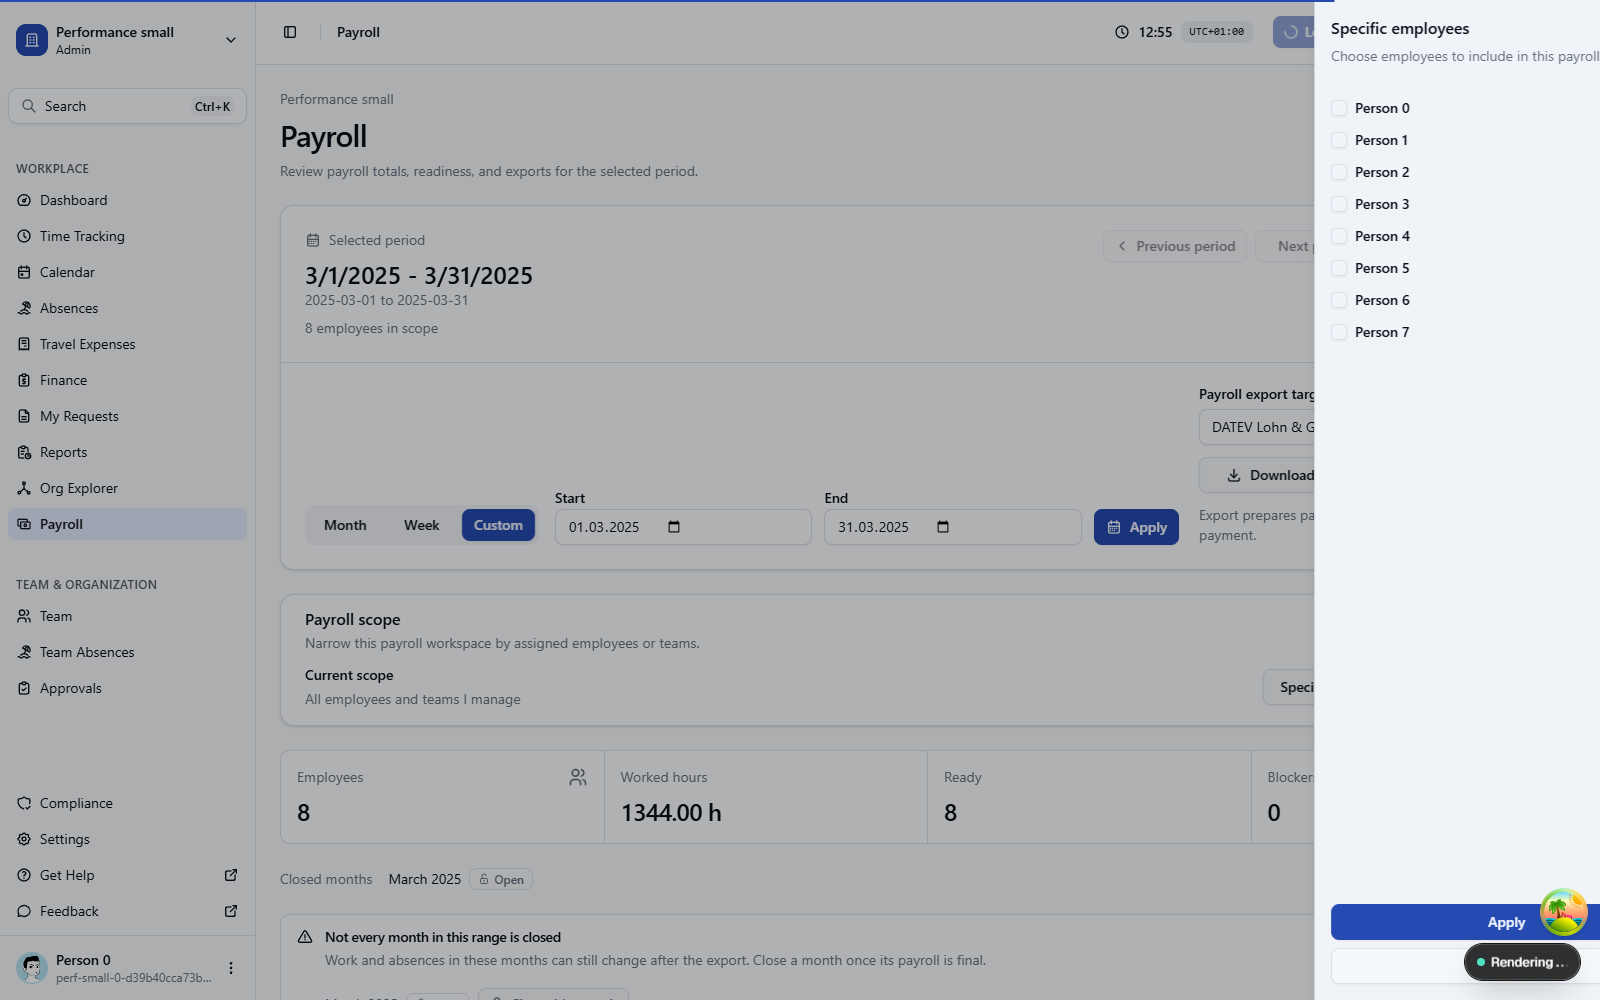 Performance small
Admin
Search
Ctrl+K
WORKPLACE
Dashboard
Time Tracking
Calendar
Absences
Travel Expenses
Finance
My Requests
Reports
Org Explorer
Payroll
TEAM & ORGANIZATION
Team
Team Absences
Approvals
Compliance
Settings
Get Help
Feedback
Person 0
perf-small-0-d39b40cca73b...
Payroll
12:55
UTC+01:00
Performance small
Payroll
Review payroll totals, readiness, and exports for the selected period.
Selected period
3/1/2025 - 3/31/2025
2025-03-01 to 2025-03-31
8 employees in scope
Previous period
Next
Payroll export
DATEV Lohn & G
Download
Export prepares
payment.
Month
Week
Custom
Start
01.03.2025
End
31.03.2025
Apply
Payroll scope
Narrow this payroll workspace by assigned employees or teams.
Current scope
All employees and teams I manage
Employees
8
Worked hours
1344.00 h
Ready
8
0
Closed months
March 2025
Open
Not every month in this range is closed
Work and absences in these months can still change after the export. Close a month once its payroll is final.
Specific employees
Choose employees to include in this payroll
Person 0
Person 1
Person 2
Person 3
Person 4
Person 5
Person 6
Person 7
Apply
Rendering...